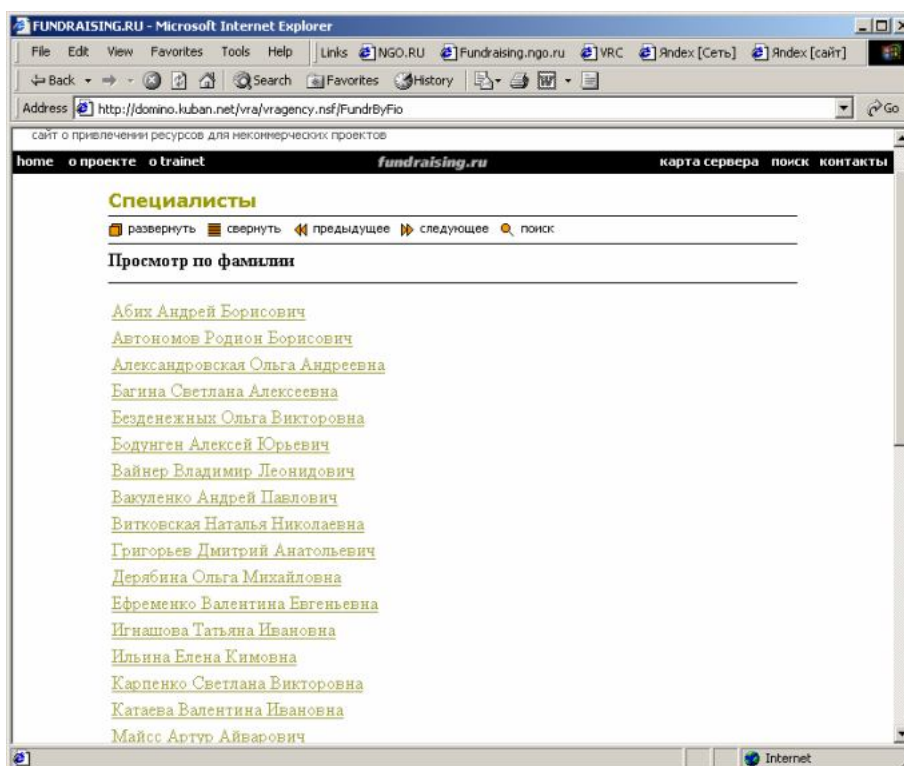 FUNDRAISING.RU - Microsoft Internet Explorer
File Edit View Favorites Tools Help Links NGO.RU Fundraising.ngo.ru VRC Яndex [Сеть] Яndex [сайт]
Back Search Favorites History
Address http://domino.kuban.net/vra/vragency.nsf/FundrByFio Go
сайт о привлечении ресурсов для некоммерческих проектов
home о проекте о trainet fundraising.ru карта сервера поиск контакты
Специалисты
развернуть свернуть предыдущее следующее поиск
Просмотр по фамилии
Абих Андрей Борисович
Автономов Родион Борисович
Александровская Ольга Андреевна
Багина Светлана Алексеевна
Безденежных Ольга Викторовна
Бодунген Алексей Юрьевич
Вайнер Владимир Леонидович
Вакуленко Андрей Павлович
Витковская Наталья Николаевна
Григорьев Дмитрий Анатольевич
Дерябина Ольга Михайловна
Ефременко Валентина Евгеньевна
Игнашова Татьяна Ивановна
Ильина Елена Кимовна
Карпенко Светлана Викторовна
Катаева Валентина Ивановна
Майсс Артур Айварович
Internet